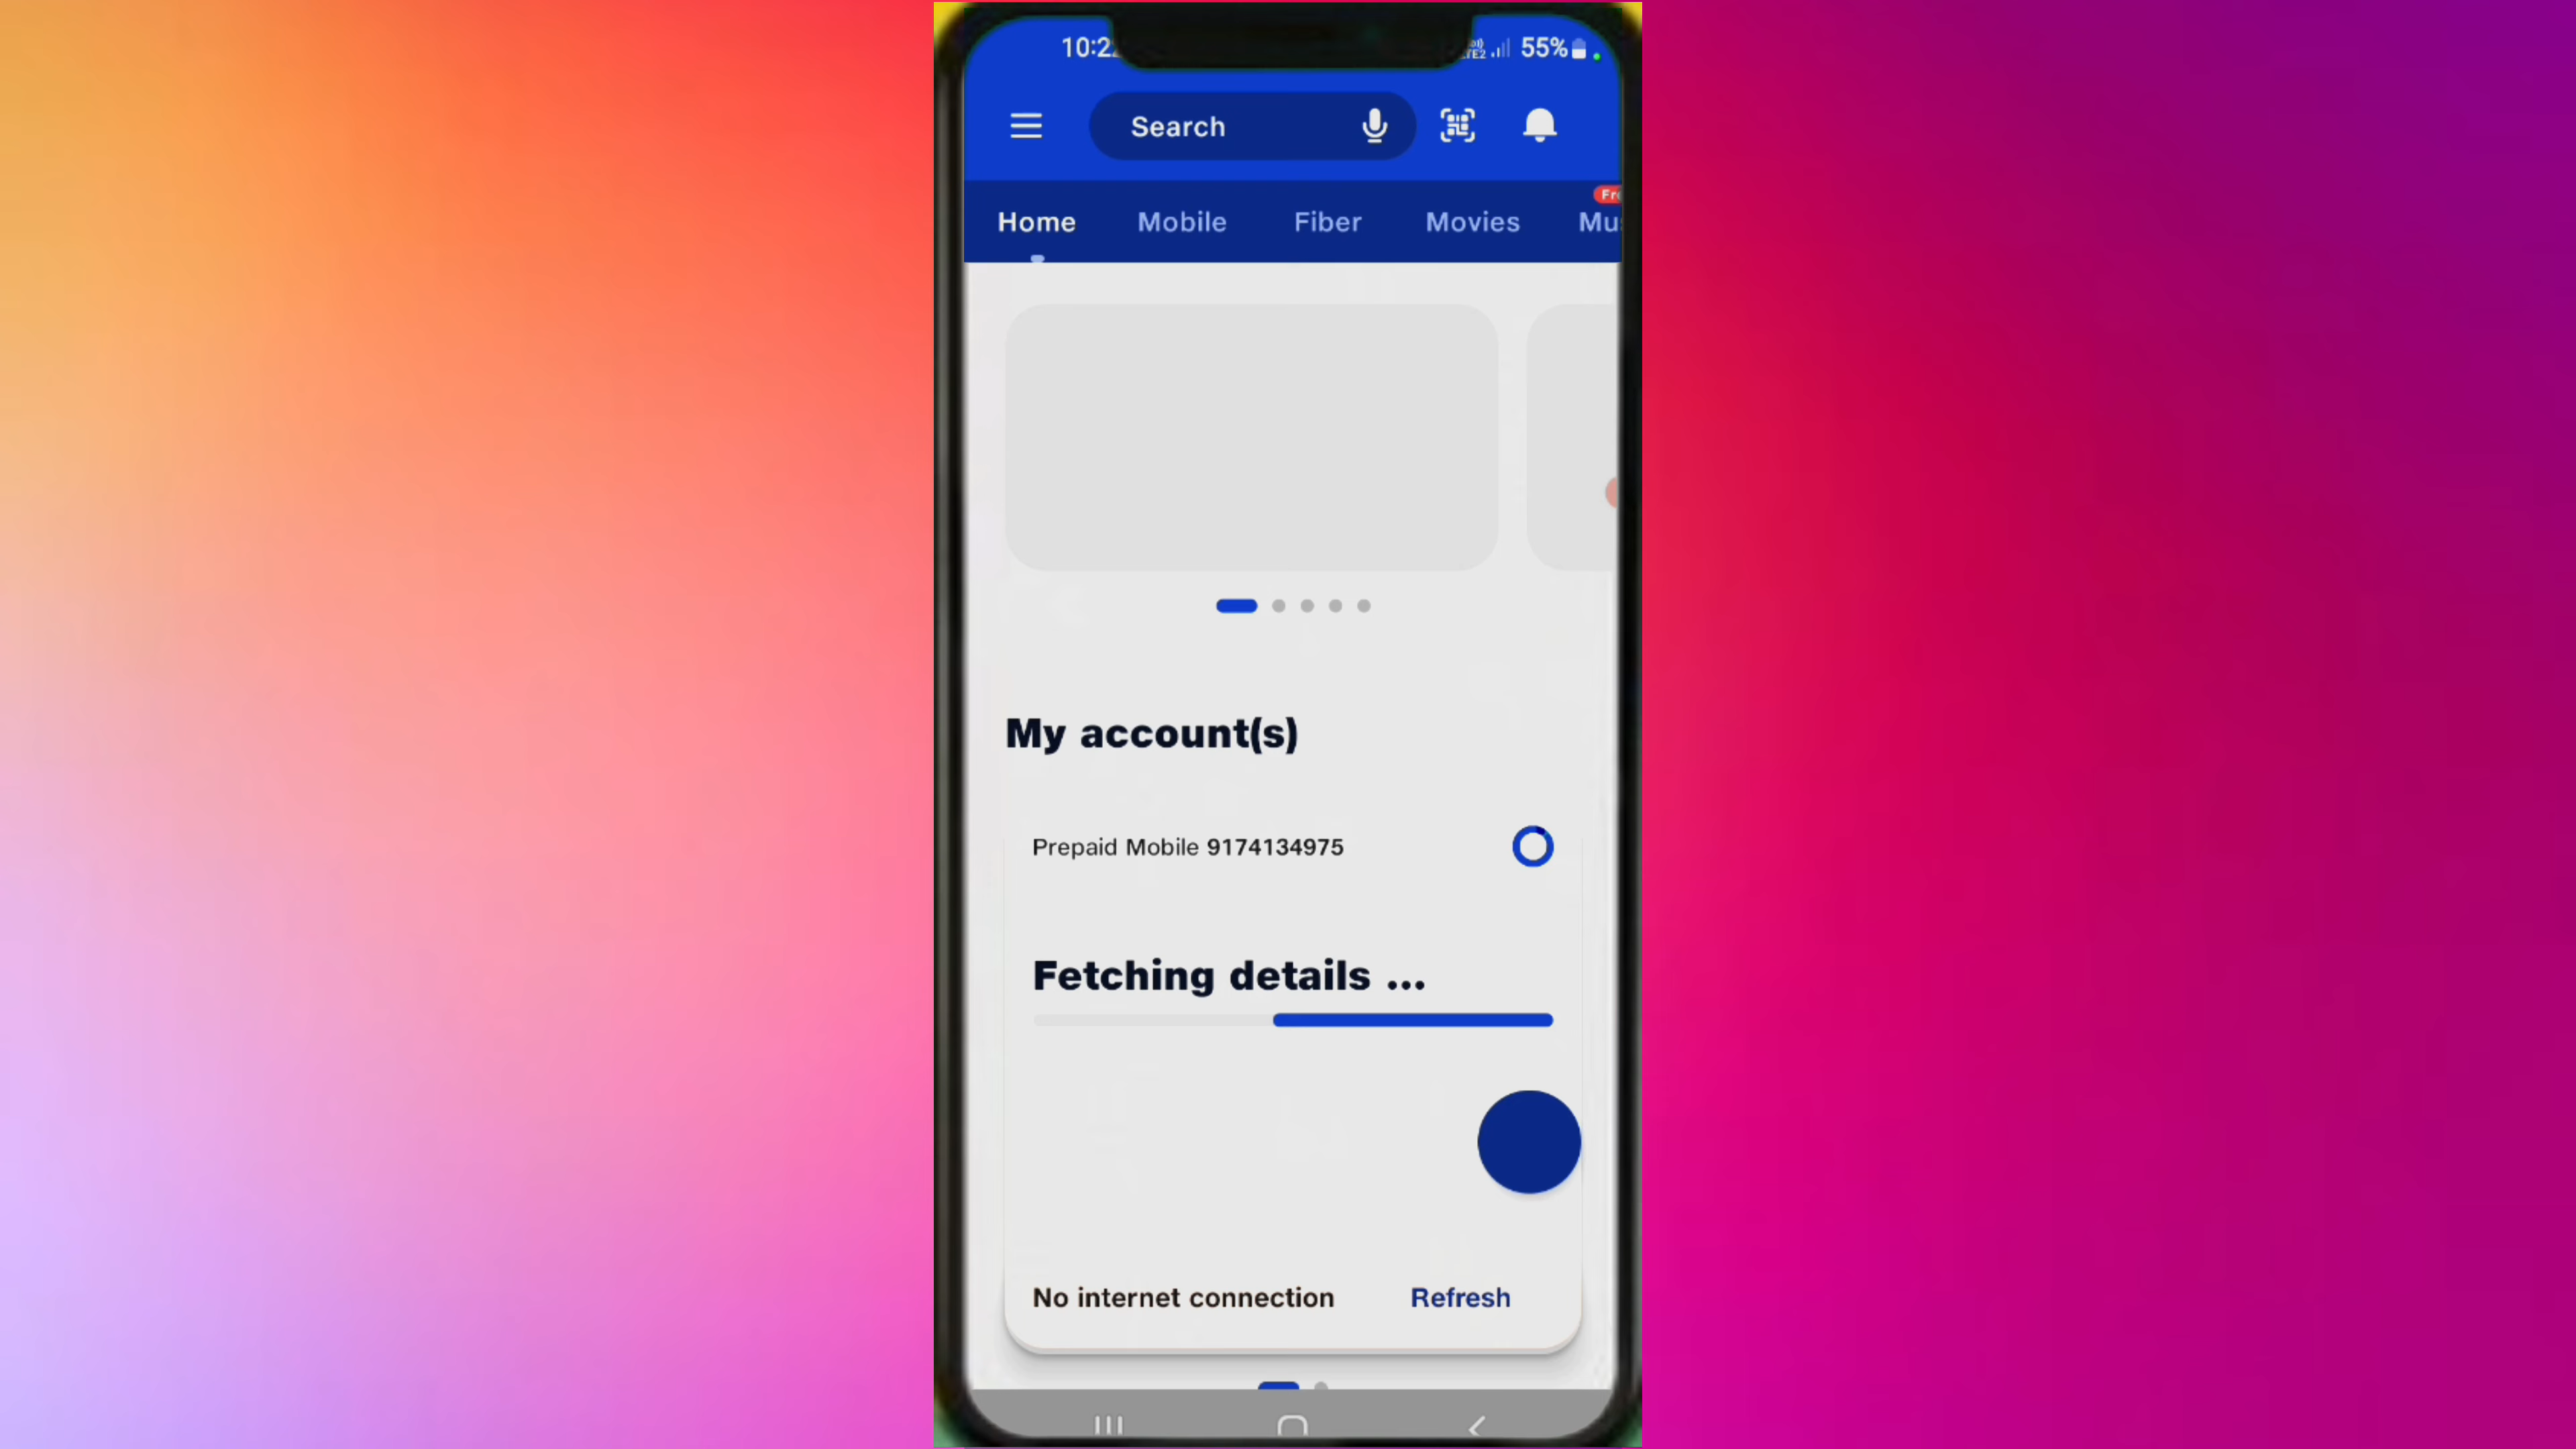 55%
Search
Home Mobile Fiber Movies
My account(s)
Prepaid Mobile 9174134975
Fetching details ...
No internet connection Refresh